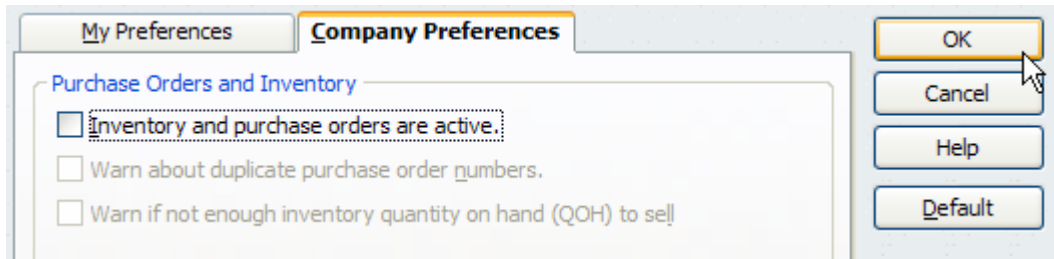 My Preferences
Company Preferences
Purchase Orders and Inventory
Inventory and purchase orders are active.
Warn about duplicate purchase order numbers.
Warn if not enough inventory quantity on hand (QOH) to sell
OK
Cancel
Help
Default